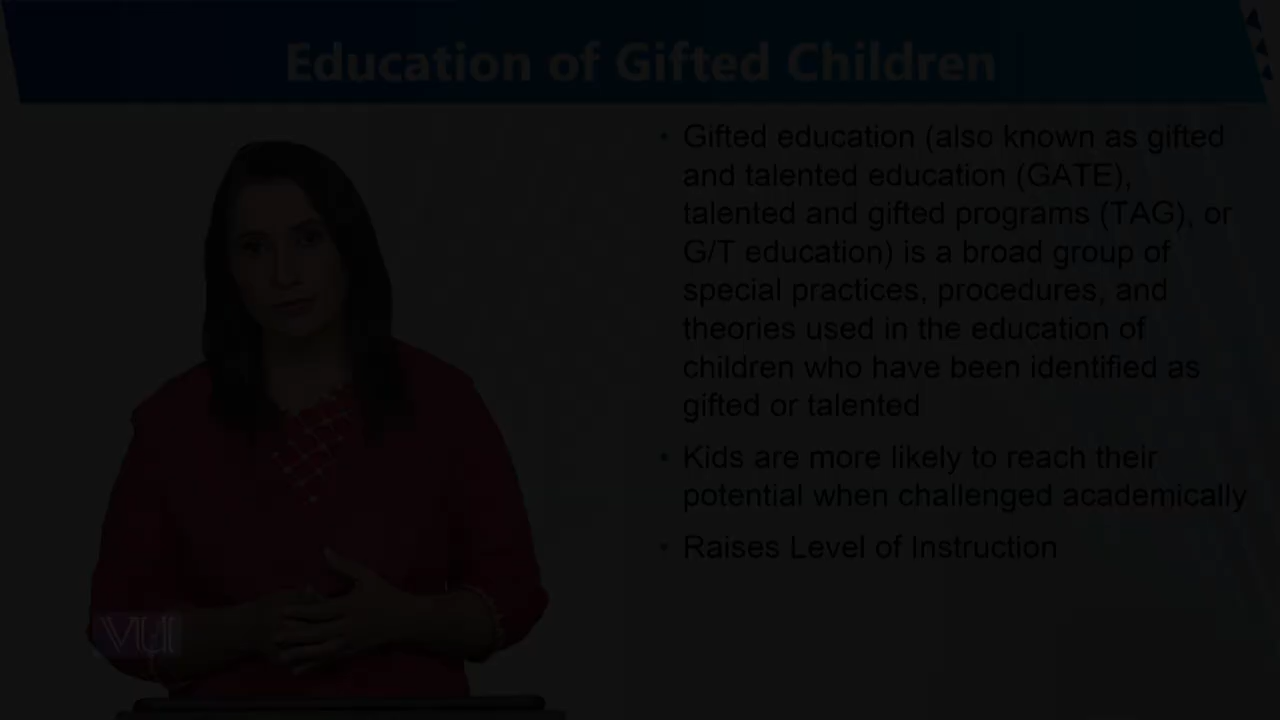 Education of Gifted Children
• Gifted education (also known as gifted
and talented education (GATE),
talented and gifted programs (TAG), or
G/T education) is a broad group of
special practices, procedures, and
theories used in the education of
children who have been identified as
gifted or talented
• Kids are more likely to reach their
potential when challenged academically
• Raises Level of Instruction
VU